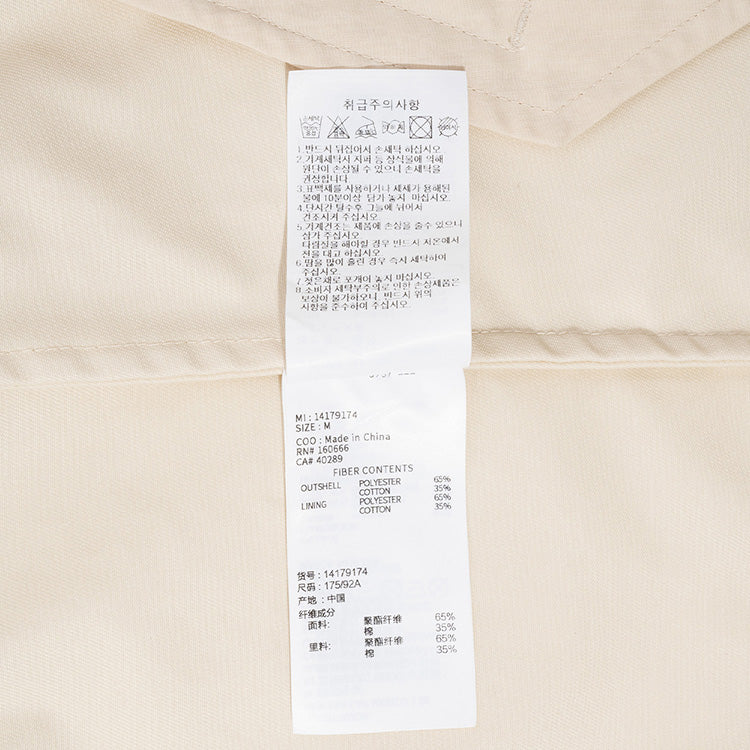 취급주의사항
1.반드시 뒤집어서 손세탁 하십시오
2.기계세탁시 지퍼 등 장식물에 의해
원단이 손상될 수 있으니 손세탁을
권장합니다
3.표백제를 사용하거나 세제가 용해된
물에 10분이상 담가 놓지 마십시오.
4.단시간 탈수후 그늘에 뉘어서
건조시켜 주십시오
5.기계건조는 제품에 손상을 줄수 있으니
삼가 주십시오
다림질을 해야할 경우 반드시 저온에서
천을 대고 하십시오
6.땀을 많이 흘린 경우 즉시 세탁하여
주십시오.
7.젖은채로 포개어 놓지 마십시오.
8.소비자 세탁부주의로 인한 손상제품은
보상이 불가하오니, 반드시 위의
사항을 준수하여 주십시오.
MI : 14179174
SIZE : M
COO : Made in China
RN# 160666
CA# 40289
FIBER CONTENTS
OUTSHELL POLYESTER 65%
COTTON 35%
LINING POLYESTER 65%
COTTON 35%
货号 : 14179174
尺码 : 175/92A
产地 : 中国
纤维成分
面料: 聚酯纤维 65%
棉 35%
里料: 聚酯纤维 65%
棉 35%